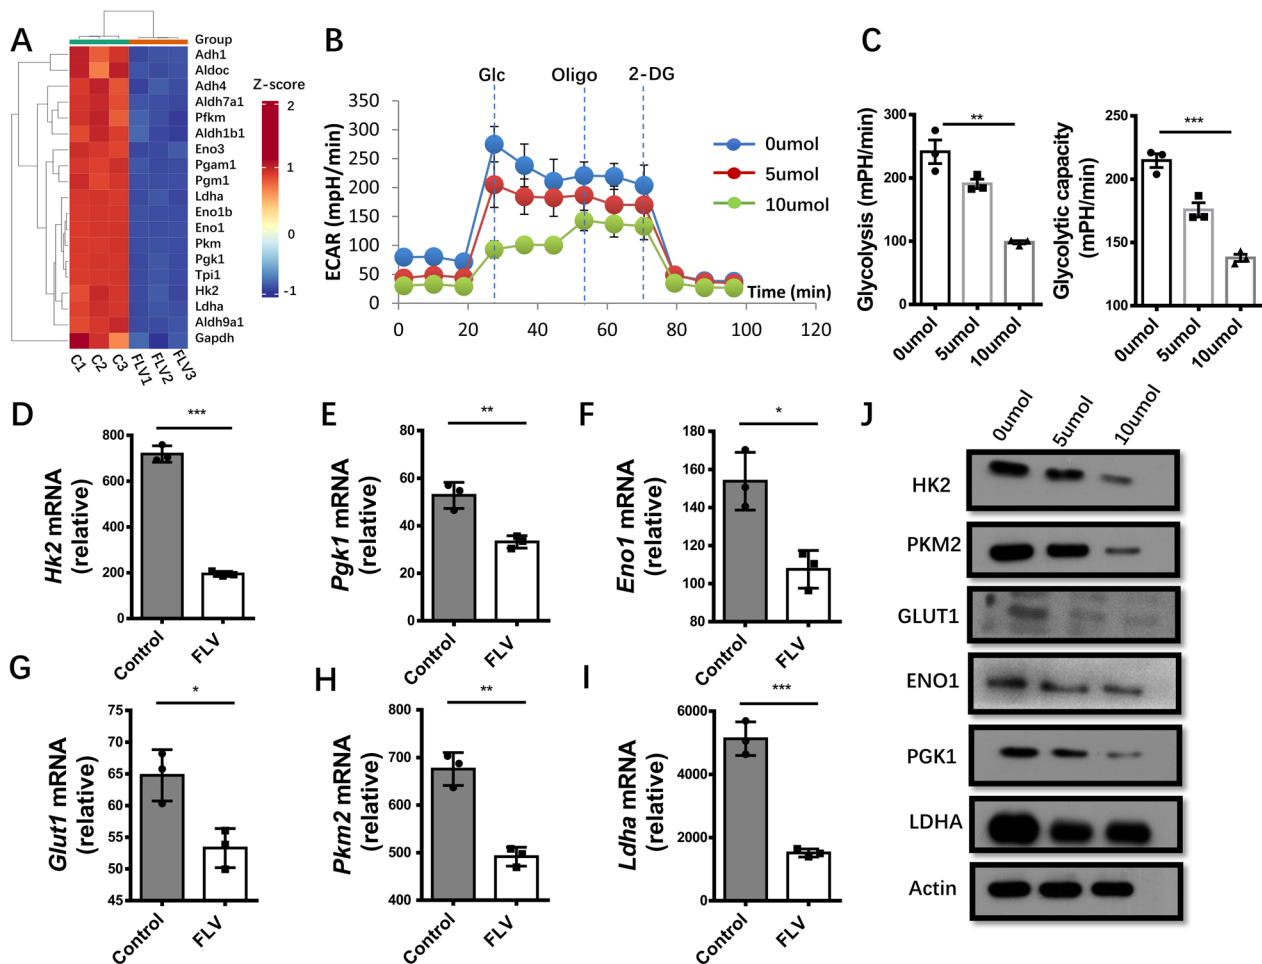 A
Group
Adh1
Aldoc
Adh4
Aldh7a1
Pfkm
Aldh1b1
Eno3
Pgam1
Pgm1
Ldha
Eno1b
Eno1
Pkm
Pgk1
Tpi1
Hk2
Ldha
Aldh9a1
Gapdh
C1 C2 C3 FLV1 FLV2 FLV3
Z-score
2
1
0
-1
B
Glc Oligo 2-DG
ECAR (mpH/min)
350
300
250
200
150
100
50
0
0 20 40 60 80 100 120
Time (min)
0umol
5umol
10umol
C
Glycolysis (mPH/min)
300
200
100
0
**
0umol 5umol 10umol
Glycolytic capacity
(mPH/min)
250
200
150
100
***
0umol 5umol 10umol
D
Hk2 mRNA
(relative)
800
600
400
200
0
***
Control FLV
E
Pgk1 mRNA
(relative)
80
60
40
20
0
**
Control FLV
F
Eno1 mRNA
(relative)
180
160
140
120
100
80
*
Control FLV
G
Glut1 mRNA
(relative)
75
70
65
60
55
50
45
*
Control FLV
H
Pkm2 mRNA
(relative)
800
700
600
500
400
**
Control FLV
I
Ldha mRNA
(relative)
6000
4000
2000
0
***
Control FLV
J
0umol 5umol 10umol
HK2
PKM2
GLUT1
ENO1
PGK1
LDHA
Actin